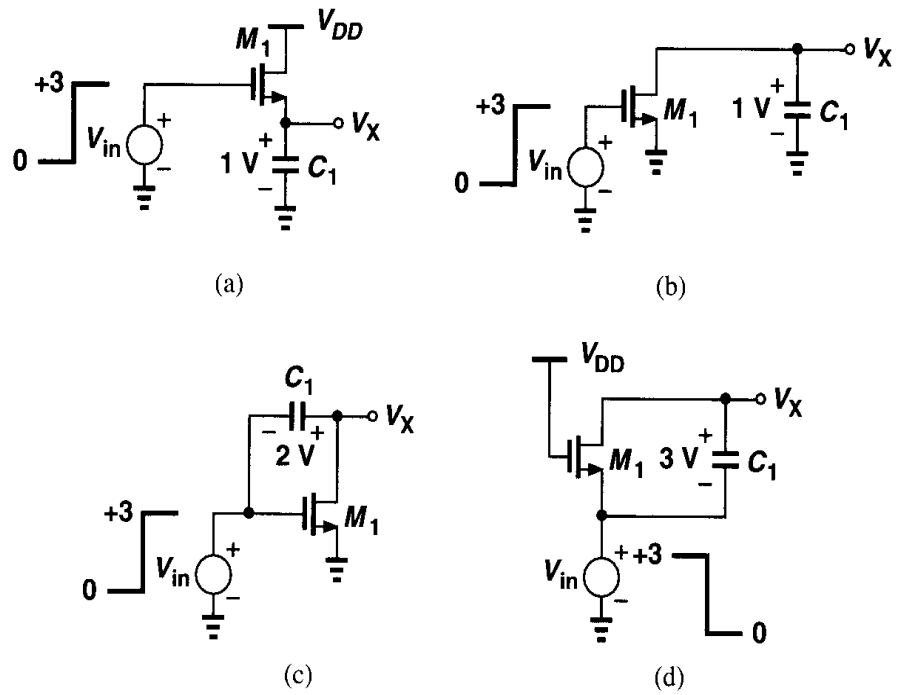 V_DD
M_1
+3
0
V_in
+
−
V_X
+
1 V
−
C_1
(a)
+3
0
V_in
+
−
M_1
V_X
+
1 V
−
C_1
(b)
C_1
−
2 V
+
V_X
M_1
+3
0
V_in
+
−
(c)
V_DD
V_X
M_1
+
3 V
−
C_1
V_in
+
−
+3
0
(d)